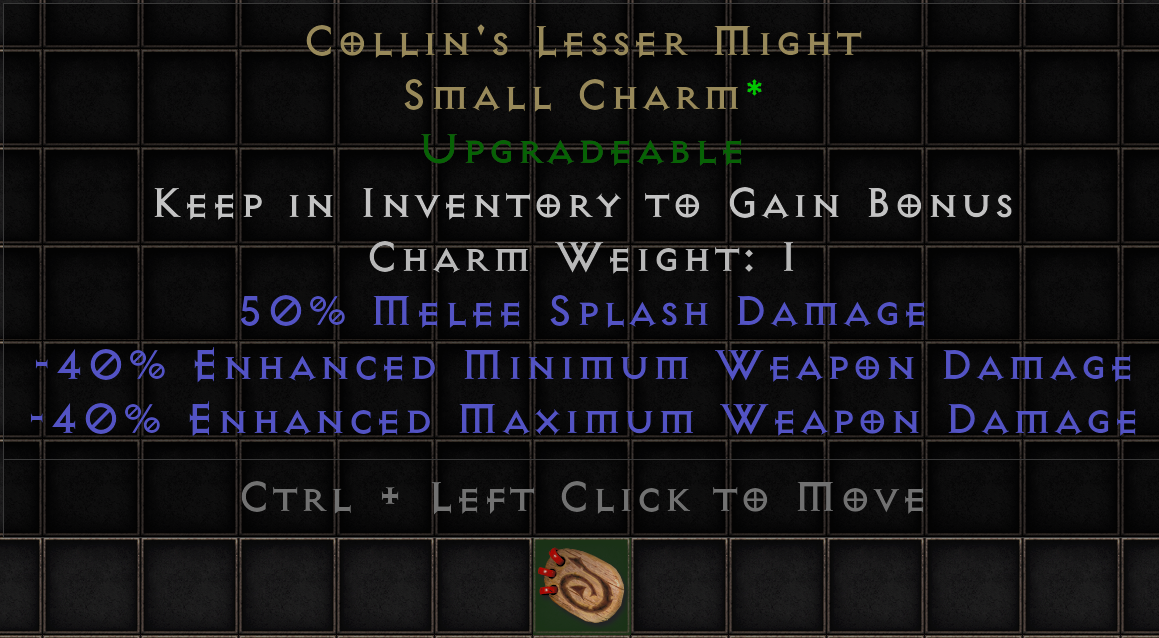 Collin's Lesser Might
Small Charm*
Upgradeable
Keep in Inventory to Gain Bonus
Charm Weight: 1
50% Melee Splash Damage
-40% Enhanced Minimum Weapon Damage
-40% Enhanced Maximum Weapon Damage
Ctrl + Left Click to Move